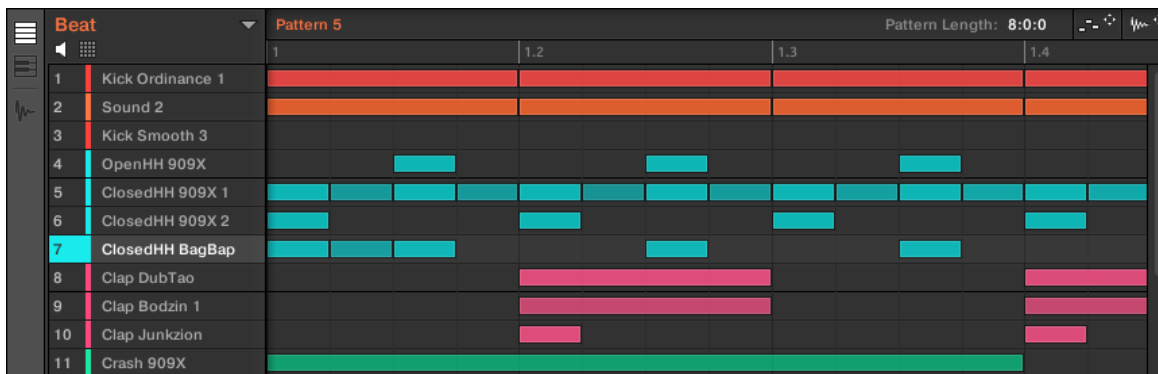 Beat
Pattern 5
Pattern Length: 8:0:0
1
1.2
1.3
1.4
1 Kick Ordinance 1
2 Sound 2
3 Kick Smooth 3
4 OpenHH 909X
5 ClosedHH 909X 1
6 ClosedHH 909X 2
7 ClosedHH BagBap
8 Clap DubTao
9 Clap Bodzin 1
10 Clap Junkzion
11 Crash 909X